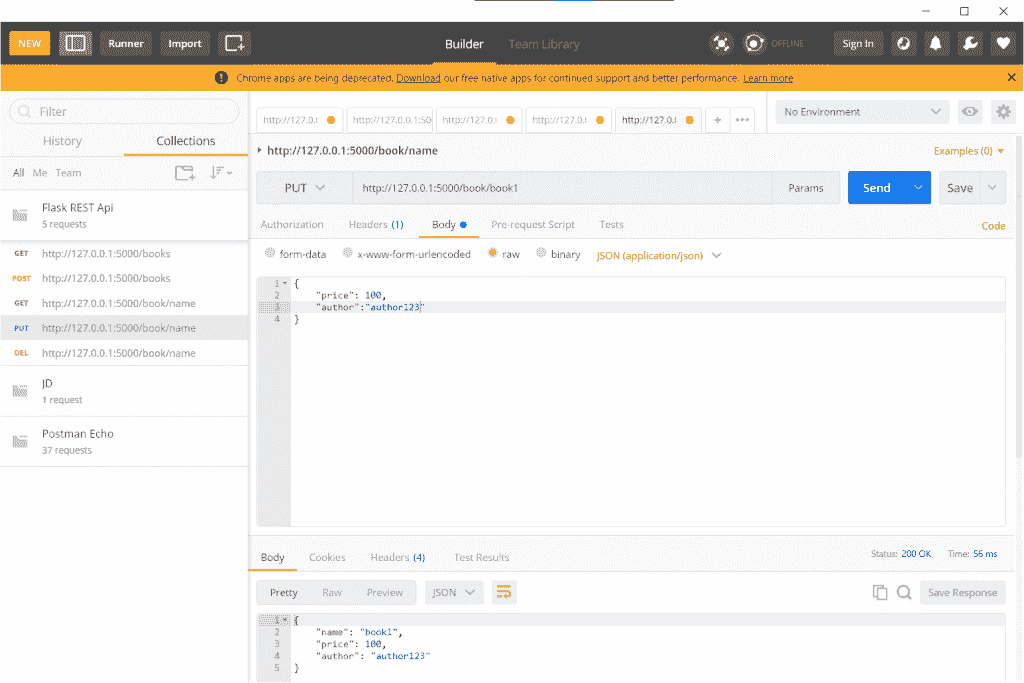 NEW Runner Import Builder Team Library OFFLINE Sign In
! Chrome apps are being deprecated. Download our free native apps for continued support and better performance. Learn more
Filter
History Collections
All Me Team
Flask REST Api
5 requests
GET http://127.0.0.1:5000/books
POST http://127.0.0.1:5000/books
GET http://127.0.0.1:5000/book/name
PUT http://127.0.0.1:5000/book/name
DEL http://127.0.0.1:5000/book/name
JD
1 request
Postman Echo
37 requests
http://127.0.( http://127.0.0.1:50( http://127.0.( http://127.0.( http://127.0.( + •••
No Environment
http://127.0.0.1:5000/book/name Examples (0)
PUT http://127.0.0.1:5000/book/book1 Params Send Save
Authorization Headers (1) Body Pre-request Script Tests Code
form-data x-www-form-urlencoded raw binary JSON (application/json)
1 {
2 "price": 100,
3 "author":"author123"
4 }
Body Cookies Headers (4) Test Results Status: 200 OK Time: 56 ms
Pretty Raw Preview JSON Save Response
1 {
2 "name": "book1",
3 "price": 100,
4 "author": "author123"
5 }